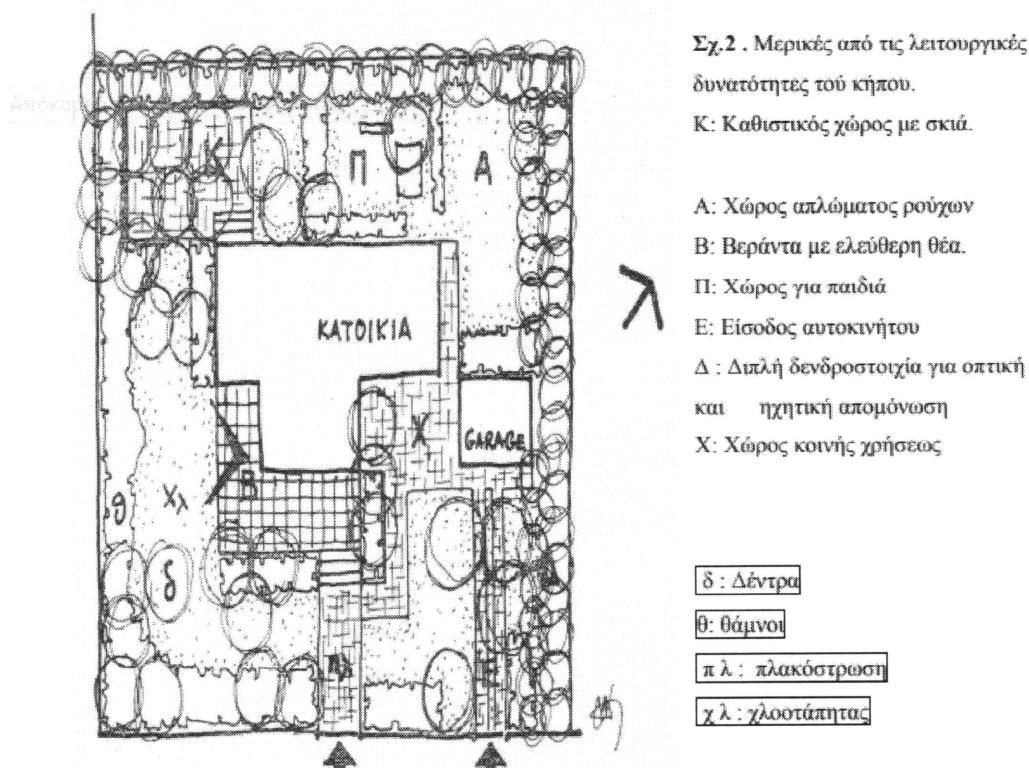 Σχ.2 . Μερικές από τις λειτουργικές
δυνατότητες τού κήπου.
Κ: Καθιστικός χώρος με σκιά.
Α: Χώρος απλώματος ρούχων
Β: Βεράντα με ελεύθερη θέα.
Π: Χώρος για παιδιά
Ε: Είσοδος αυτοκινήτου
Δ : Διπλή δενδροστοιχία για οπτική
και ηχητική απομόνωση
Χ: Χώρος κοινής χρήσεως
δ : Δέντρα
θ: θάμνοι
π λ : πλακόστρωση
χ λ : χλοοτάπητας
Κ
Π
Α
ΚΑΤΟΙΚΙΑ
Χ
GARAGE
Β
θ
χλ
δ
πλ
Ε